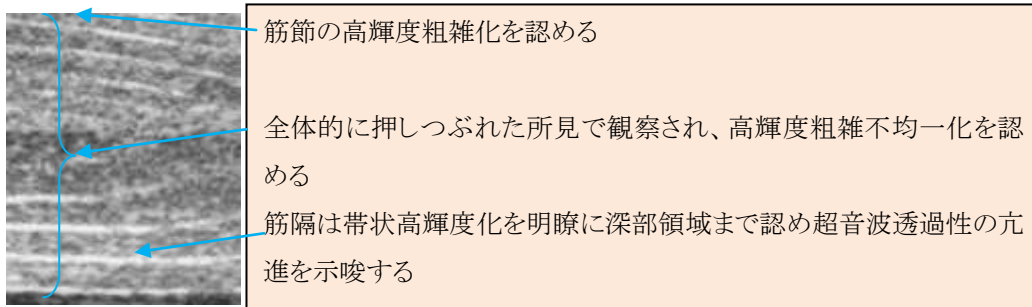 筋節の高輝度粗雑化を認める
全体的に押しつぶれた所見で観察され、高輝度粗雑不均一化を認
める
筋隔は帯状高輝度化を明瞭に深部領域まで認め超音波透過性の亢
進を示唆する